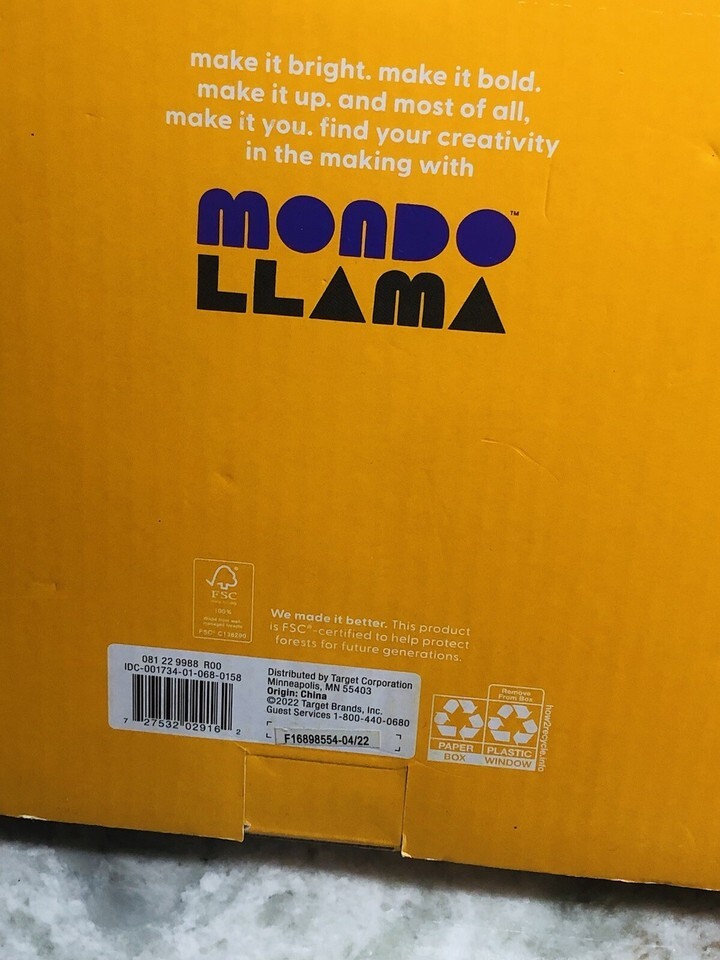 make it bright. make it bold.
make it up. and most of all,
make it you. find your creativity
in the making with
MONDO™
LLAMA
FSC
100%
FSC® C138290
We made it better. This product
is FSC®-certified to help protect
forests for future generations.
081 22 9988 R00
IDC-001734-01-068-0158
7 27532 02916 2
Distributed by Target Corporation
Minneapolis, MN 55403
Origin: China
©2022 Target Brands, Inc.
Guest Services 1-800-440-0680
F16898554-04/22
Remove
From Box
PAPER
BOX
PLASTIC
WINDOW
how2recycle.info